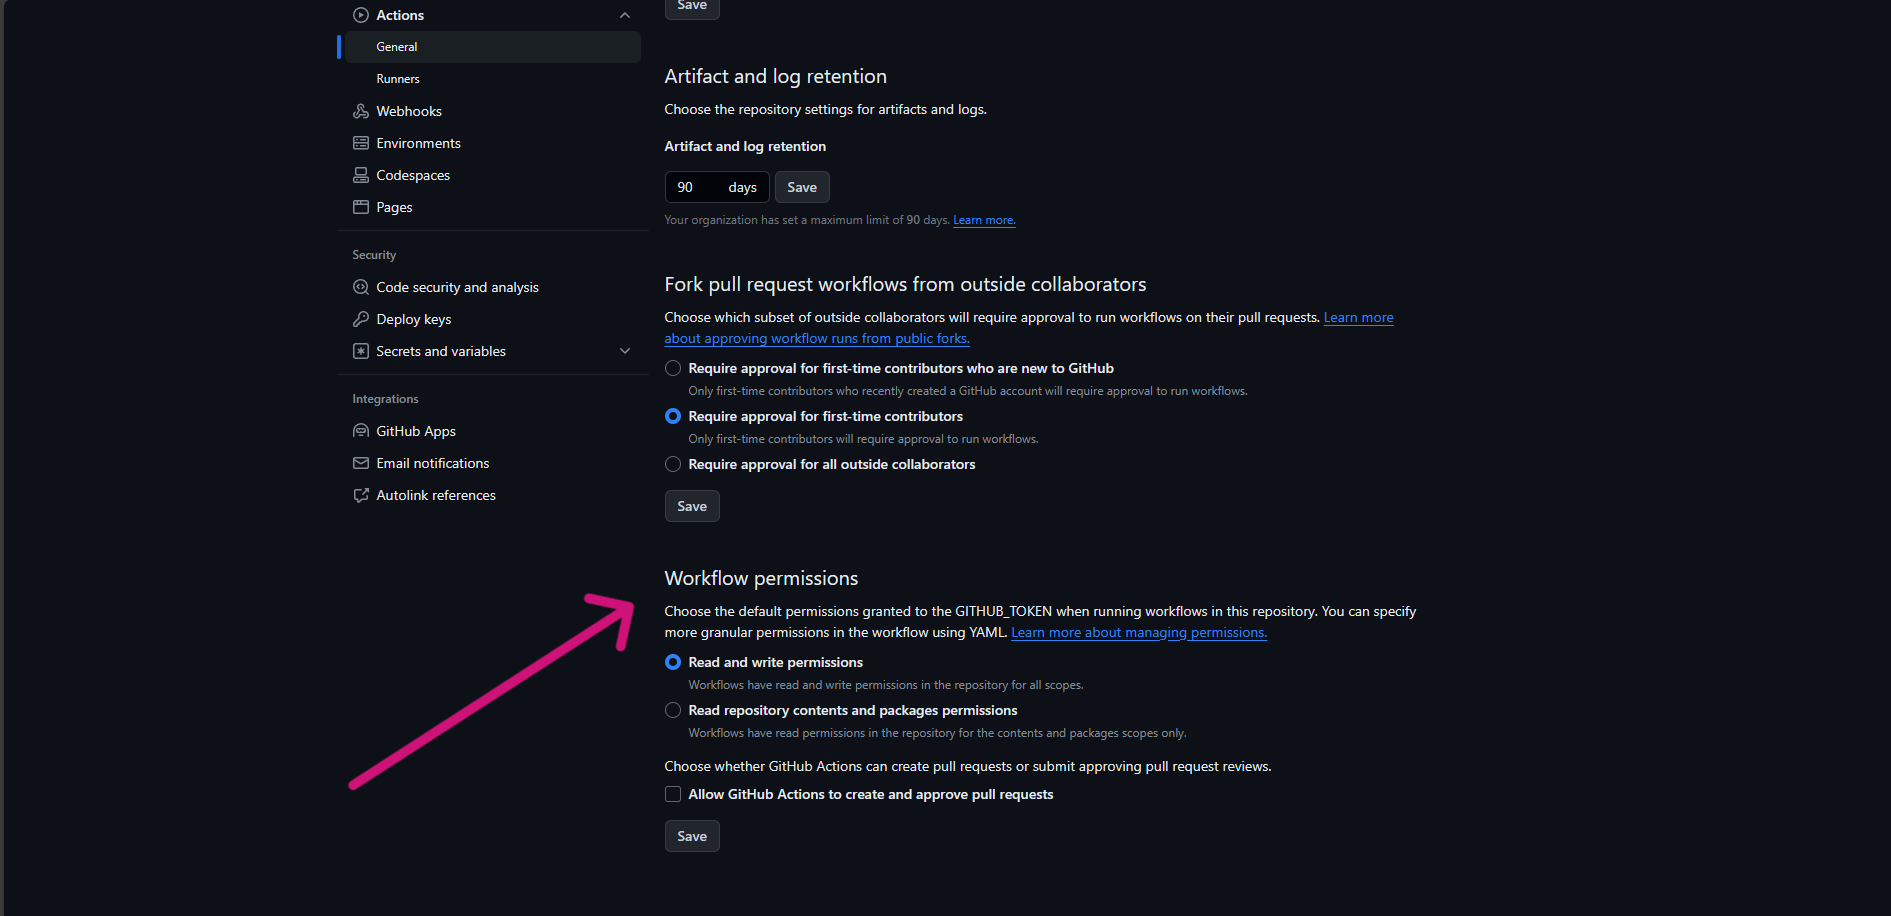 Actions
General
Runners
Webhooks
Environments
Codespaces
Pages
Security
Code security and analysis
Deploy keys
Secrets and variables
Integrations
GitHub Apps
Email notifications
Autolink references
Save
Artifact and log retention
Choose the repository settings for artifacts and logs.
Artifact and log retention
90 days Save
Your organization has set a maximum limit of 90 days. Learn more.
Fork pull request workflows from outside collaborators
Choose which subset of outside collaborators will require approval to run workflows on their pull requests. Learn more
about approving workflow runs from public forks.
Require approval for first-time contributors who are new to GitHub
Only first-time contributors who recently created a GitHub account will require approval to run workflows.
Require approval for first-time contributors
Only first-time contributors will require approval to run workflows.
Require approval for all outside collaborators
Save
Workflow permissions
Choose the default permissions granted to the GITHUB_TOKEN when running workflows in this repository. You can specify
more granular permissions in the workflow using YAML. Learn more about managing permissions.
Read and write permissions
Workflows have read and write permissions in the repository for all scopes.
Read repository contents and packages permissions
Workflows have read permissions in the repository for the contents and packages scopes only.
Choose whether GitHub Actions can create pull requests or submit approving pull request reviews.
Allow GitHub Actions to create and approve pull requests
Save